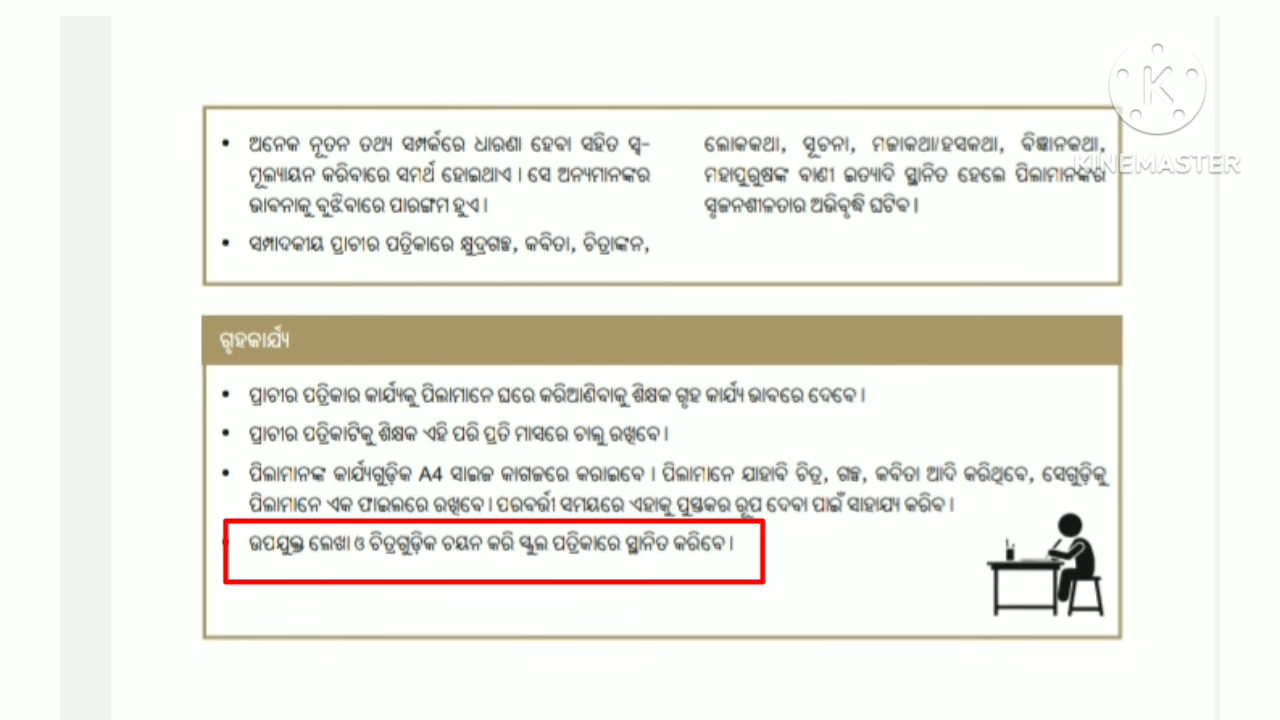 • ଅନେକ ନୂତନ ତଥ୍ୟ ସମ୍ପର୍କରେ ଧାରଣା ହେବା ସହିତ ସ୍ୱ-
ମୂଲ୍ୟାୟନ କରିବାରେ ସମର୍ଥ ହୋଇଥାଏ । ସେ ଅନ୍ୟମାନଙ୍କର
ଭାବନାକୁ ବୁଝିବାରେ ପାରଙ୍ଗମ ହୁଏ ।
• ସମ୍ପାଦକୀୟ ପ୍ରାଚୀର ପତ୍ରିକାରେ କ୍ଷୁଦ୍ରଗଳ୍ପ, କବିତା, ଚିତ୍ରାଙ୍କନ,
ଲୋକକଥା, ସୂଚନା, ମଜାକଥା/ହସକଥା, ବିଜ୍ଞାନକଥା,
ମହାପୁରୁଷଙ୍କ ବାଣୀ ଇତ୍ୟାଦି ସ୍ଥାନିତ ହେଲେ ପିଲାମାନଙ୍କର
ସୃଜନଶୀଳତାର ଅଭିବୃଦ୍ଧି ଘଟିବ ।
KINEMASTER
ଗୃହକାର୍ଯ୍ୟ
• ପ୍ରାଚୀର ପତ୍ରିକାର କାର୍ଯ୍ୟକୁ ପିଲାମାନେ ଘରେ କରିଆଣିବାକୁ ଶିକ୍ଷକ ଗୃହ କାର୍ଯ୍ୟ ଭାବରେ ଦେବେ ।
• ପ୍ରାଚୀର ପତ୍ରିକାଟିକୁ ଶିକ୍ଷକ ଏହି ପରି ପ୍ରତି ମାସରେ ଚାଲୁ ରଖିବେ ।
• ପିଲାମାନଙ୍କ କାର୍ଯ୍ୟଗୁଡ଼ିକ A4 ସାଇଜ କାଗଜରେ କରାଇବେ । ପିଲାମାନେ ଯାହାବି ଚିତ୍ର, ଗଳ୍ପ, କବିତା ଆଦି କରିଥିବେ, ସେଗୁଡ଼ିକୁ
ପିଲାମାନେ ଏକ ଫାଇଲରେ ରଖିବେ । ପରବର୍ତ୍ତୀ ସମୟରେ ଏହାକୁ ପୁସ୍ତକର ରୂପ ଦେବା ପାଇଁ ସାହାଯ୍ୟ କରିବ ।
• ଉପଯୁକ୍ତ ଲେଖା ଓ ଚିତ୍ରଗୁଡ଼ିକ ଚୟନ କରି ସ୍କୁଲ ପତ୍ରିକାରେ ସ୍ଥାନିତ କରିବେ ।